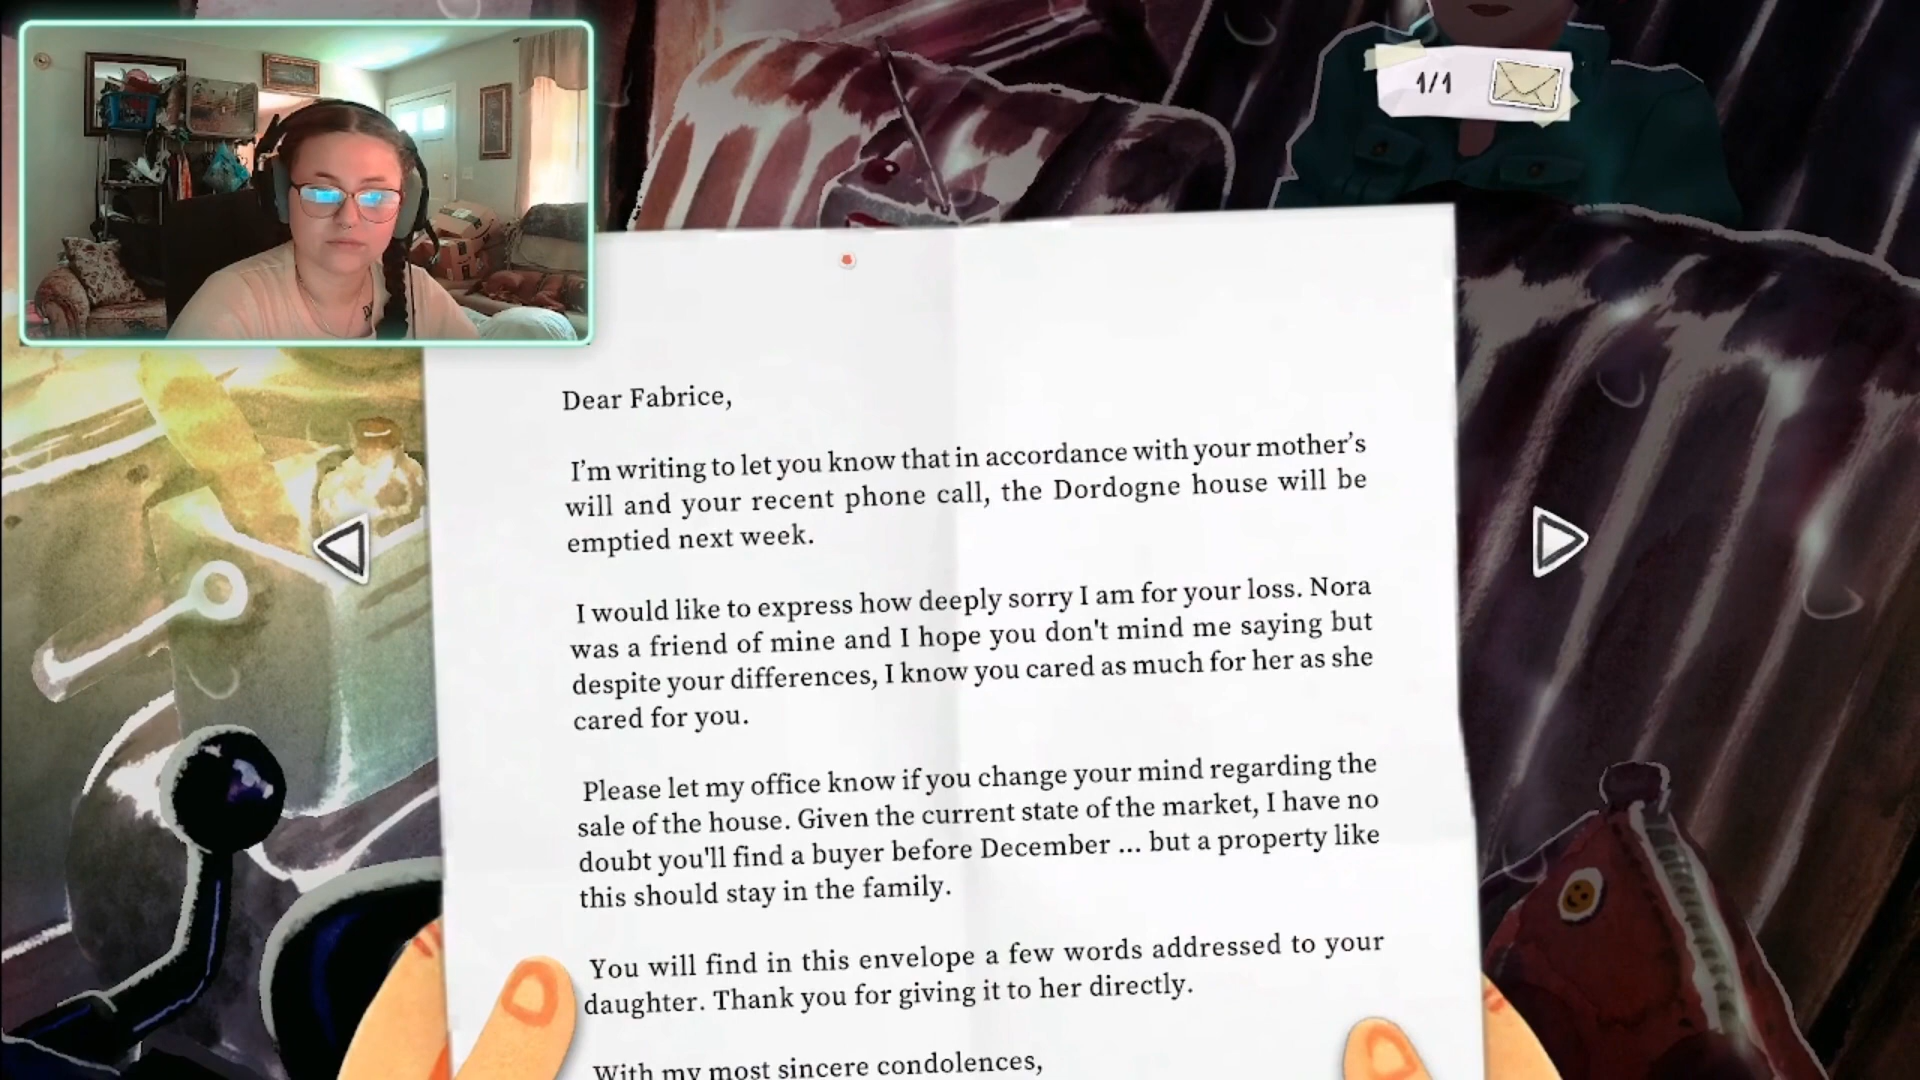 1/1
Dear Fabrice,
I'm writing to let you know that in accordance with your mother's
will and your recent phone call, the Dordogne house will be
emptied next week.
I would like to express how deeply sorry I am for your loss. Nora
was a friend of mine and I hope you don't mind me saying but
despite your differences, I know you cared as much for her as she
cared for you.
Please let my office know if you change your mind regarding the
sale of the house. Given the current state of the market, I have no
doubt you'll find a buyer before December ... but a property like
this should stay in the family.
You will find in this envelope a few words addressed to your
daughter. Thank you for giving it to her directly.
With my most sincere condolences,